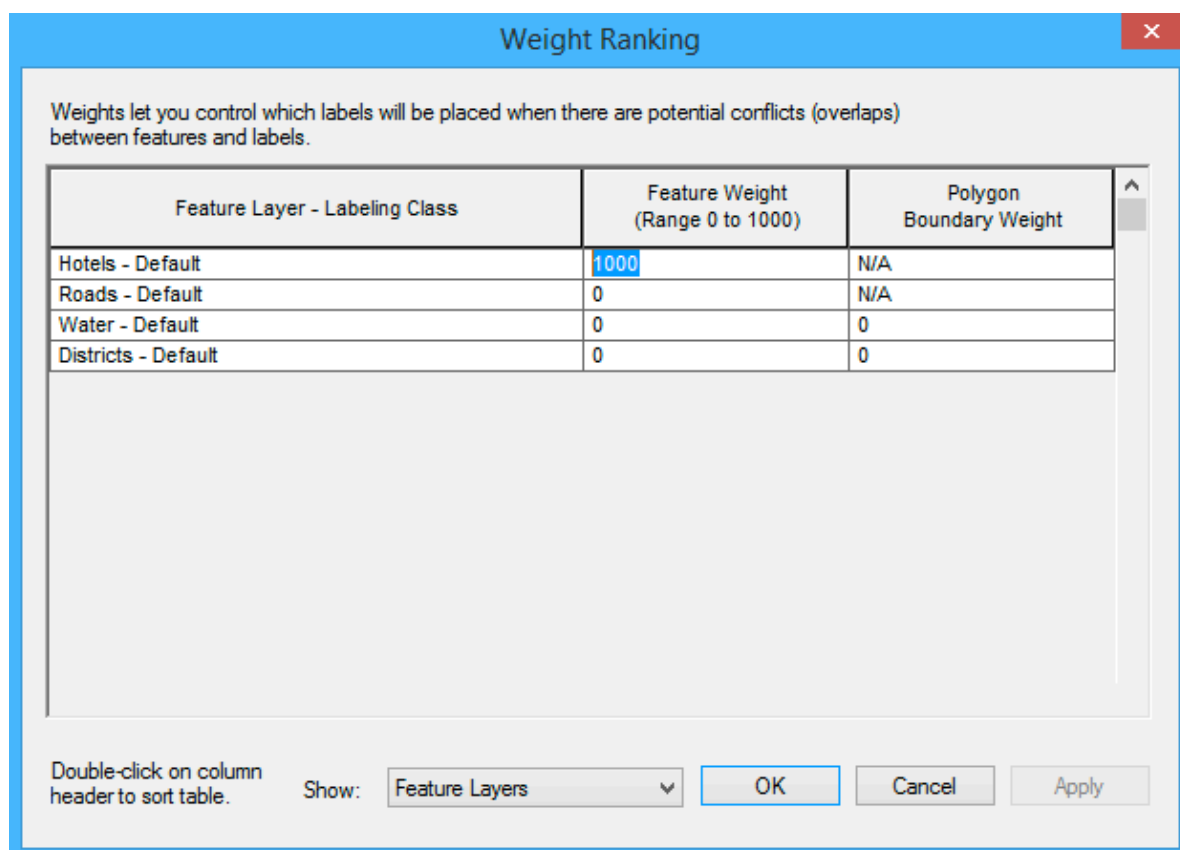 Weight Ranking
Weights let you control which labels will be placed when there are potential conflicts (overlaps)
between features and labels.
Feature Layer - Labeling Class
Feature Weight
(Range 0 to 1000)
Polygon
Boundary Weight
Hotels - Default 1000 N/A
Roads - Default 0 N/A
Water - Default 0 0
Districts - Default 0 0
Double-click on column
header to sort table.
Show: Feature Layers OK Cancel Apply